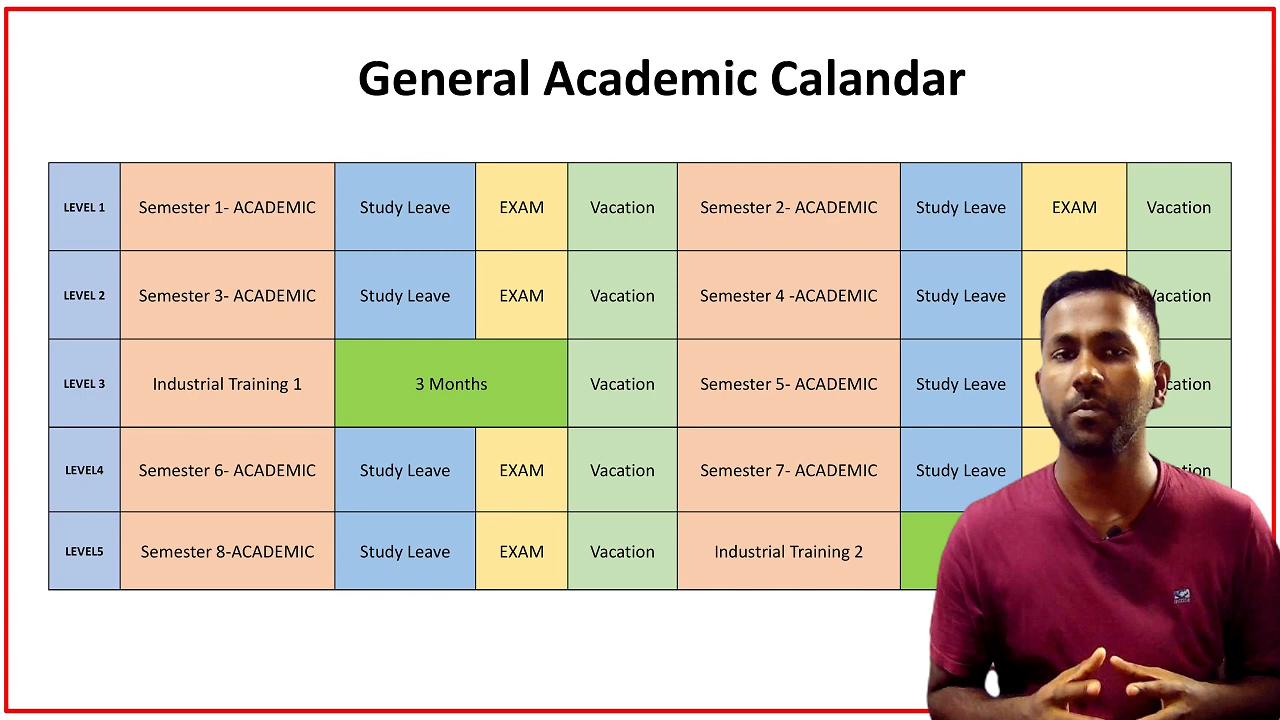 General Academic Calandar
LEVEL 1 Semester 1- ACADEMIC Study Leave EXAM Vacation Semester 2- ACADEMIC Study Leave EXAM Vacation
LEVEL 2 Semester 3- ACADEMIC Study Leave EXAM Vacation Semester 4 -ACADEMIC Study Leave Vacation
LEVEL 3 Industrial Training 1 3 Months Vacation Semester 5- ACADEMIC Study Leave cation
LEVEL4 Semester 6- ACADEMIC Study Leave EXAM Vacation Semester 7- ACADEMIC Study Leave tion
LEVEL5 Semester 8-ACADEMIC Study Leave EXAM Vacation Industrial Training 2